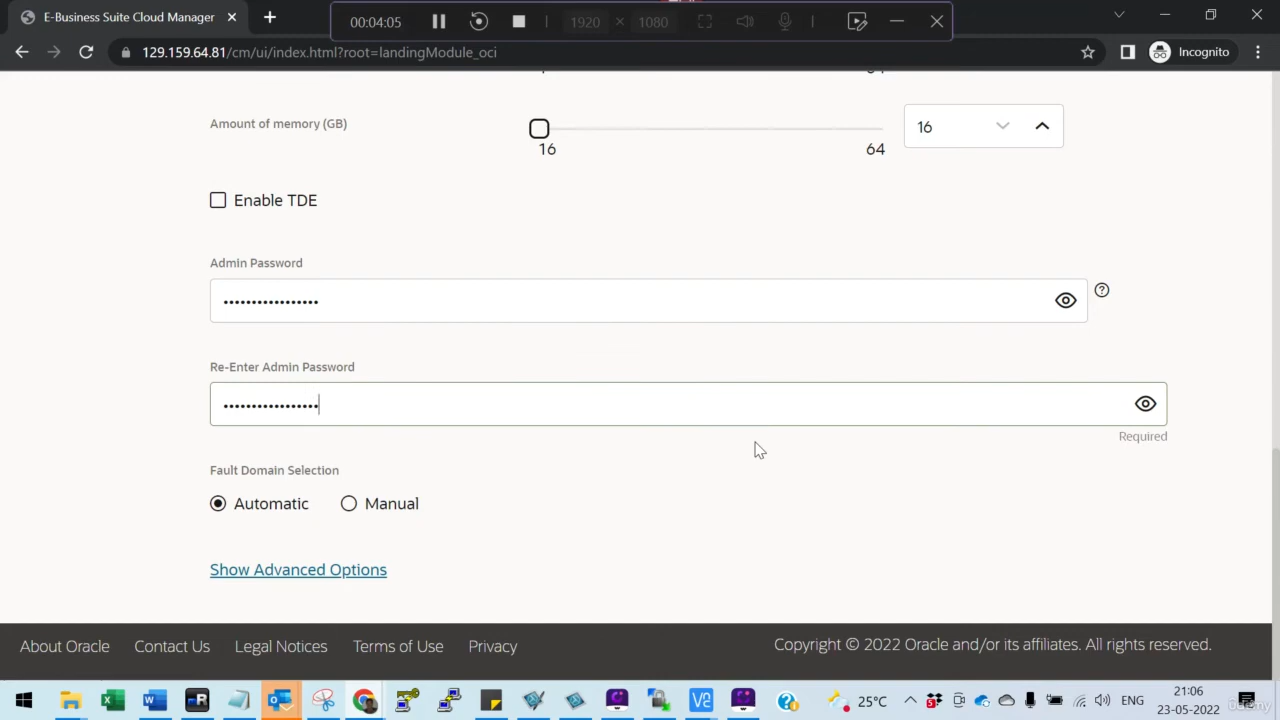 E-Business Suite Cloud Manager
00:04:05
1920 × 1080
129.159.64.81/cm/ui/index.html?root=landingModule_oci
Incognito
Amount of memory (GB)
16
16
64
Enable TDE
Admin Password
•••••••••••••••••
Re-Enter Admin Password
•••••••••••••••••
Required
Fault Domain Selection
Automatic
Manual
Show Advanced Options
About Oracle
Contact Us
Legal Notices
Terms of Use
Privacy
Copyright © 2022 Oracle and/or its affiliates. All rights reserved.
25°C
ENG
21:06
23-05-2022
udemy